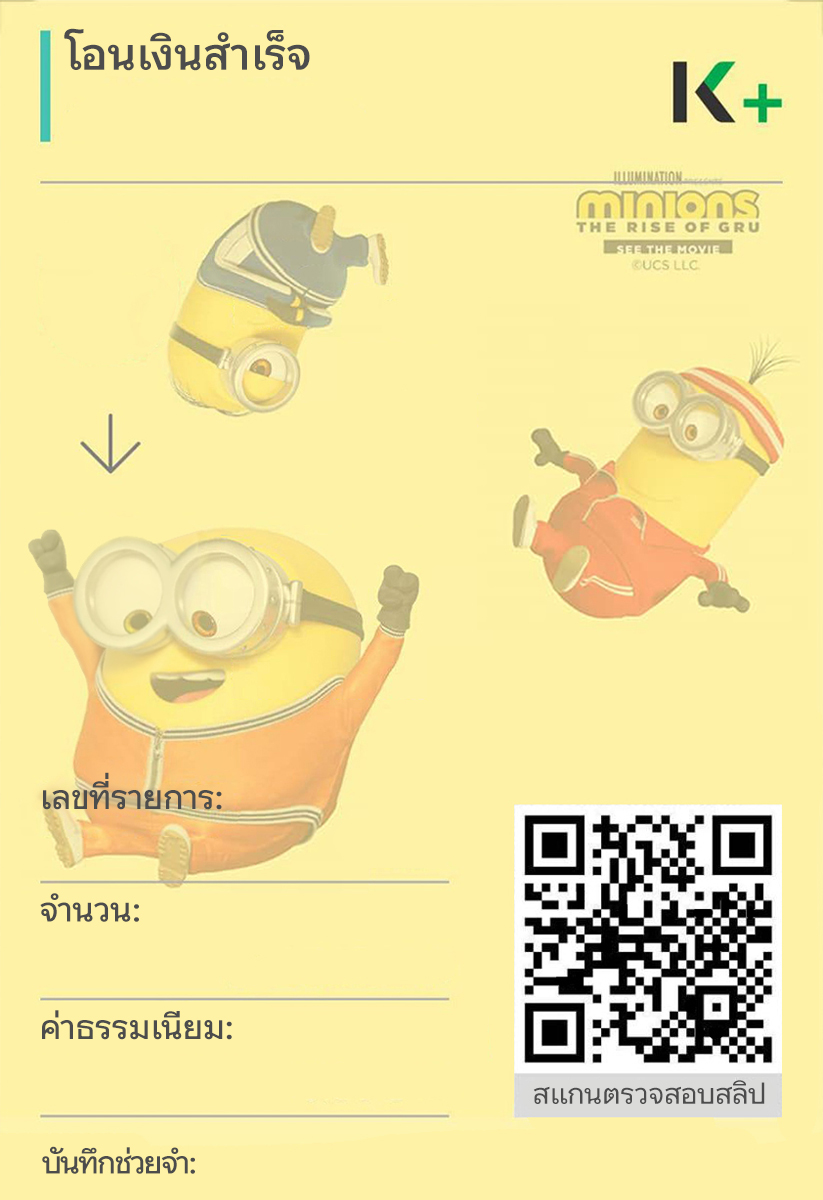 โอนเงินสำเร็จ
K+
ILLUMINATION PRESENTS
minions
THE RISE OF GRU
SEE THE MOVIE
©UCS LLC.
เลขที่รายการ:
จำนวน:
ค่าธรรมเนียม:
สแกนตรวจสอบสลิป
บันทึกช่วยจำ: